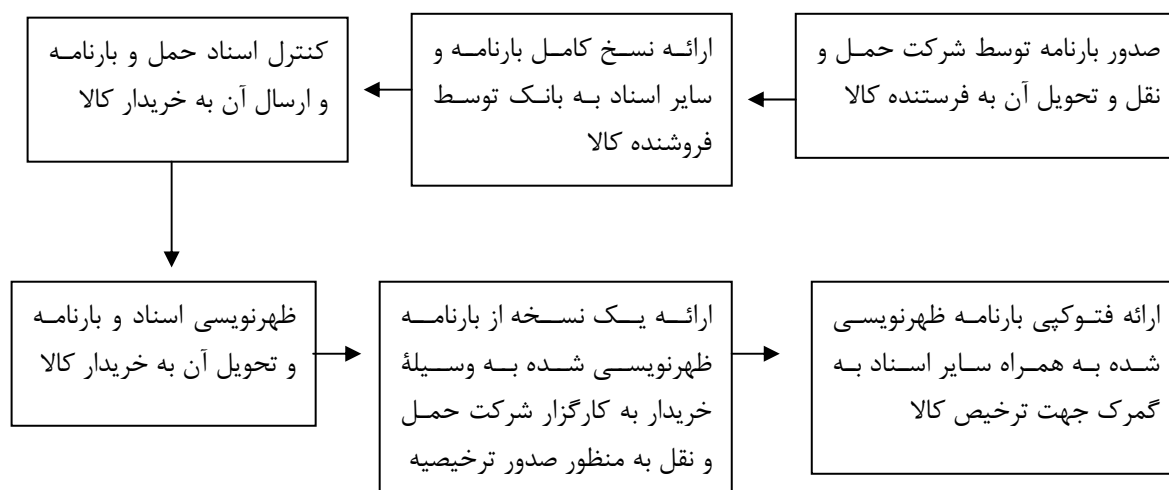 صدور بارنامه توسط شرکت حمل و
نقل و تحویل آن به فرستنده کالا
ارائه نسخ کامل بارنامه و
سایر اسناد به بانک توسط
فروشنده کالا
کنترل اسناد حمل و بارنامه
و ارسال آن به خریدار کالا
ظهرنویسی اسناد و بارنامه
و تحویل آن به خریدار کالا
ارائه یک نسخه از بارنامه
ظهرنویسی شده به وسیلۀ
خریدار به کارگزار شرکت حمل
و نقل به منظور صدور ترخیصیه
ارائه فتوکپی بارنامه ظهرنویسی
شده به همراه سایر اسناد به
گمرک جهت ترخیص کالا